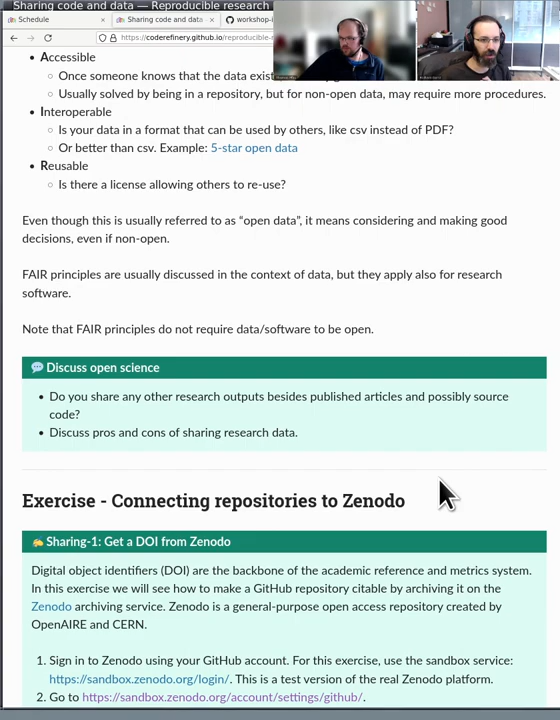 Sharing code and data — Reproducible research
Schedule
Sharing code and data
workshop-i
https://coderefinery.github.io/reproducible-r
Accessible
Once someone knows that the data exist
Usually solved by being in a repository, but for non-open data, may require more procedures.
Interoperable
Is your data in a format that can be used by others, like csv instead of PDF?
Or better than csv. Example: 5-star open data
Reusable
Is there a license allowing others to re-use?
Even though this is usually referred to as “open data”, it means considering and making good
decisions, even if non-open.
FAIR principles are usually discussed in the context of data, but they apply also for research
software.
Note that FAIR principles do not require data/software to be open.
Discuss open science
Do you share any other research outputs besides published articles and possibly source
code?
Discuss pros and cons of sharing research data.
Exercise - Connecting repositories to Zenodo
Sharing-1: Get a DOI from Zenodo
Digital object identifiers (DOI) are the backbone of the academic reference and metrics system.
In this exercise we will see how to make a GitHub repository citable by archiving it on the
Zenodo archiving service. Zenodo is a general-purpose open access repository created by
OpenAIRE and CERN.
1. Sign in to Zenodo using your GitHub account. For this exercise, use the sandbox service:
https://sandbox.zenodo.org/login/. This is a test version of the real Zenodo platform.
2. Go to https://sandbox.zenodo.org/account/settings/github/.